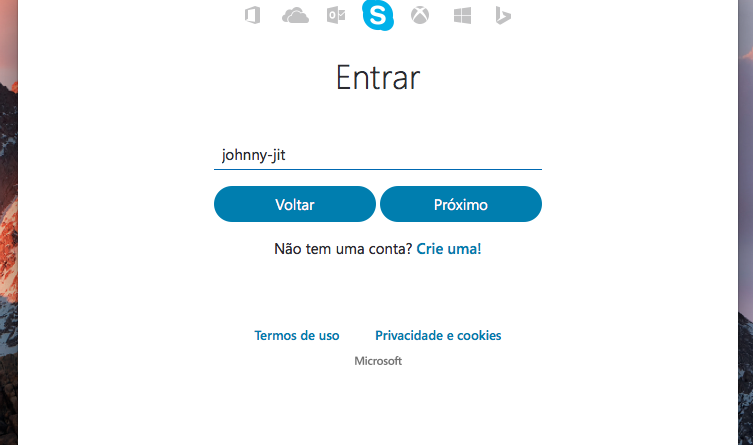 Entrar
johnny-jit
Voltar Próximo
Não tem uma conta? Crie uma!
Termos de uso Privacidade e cookies
Microsoft